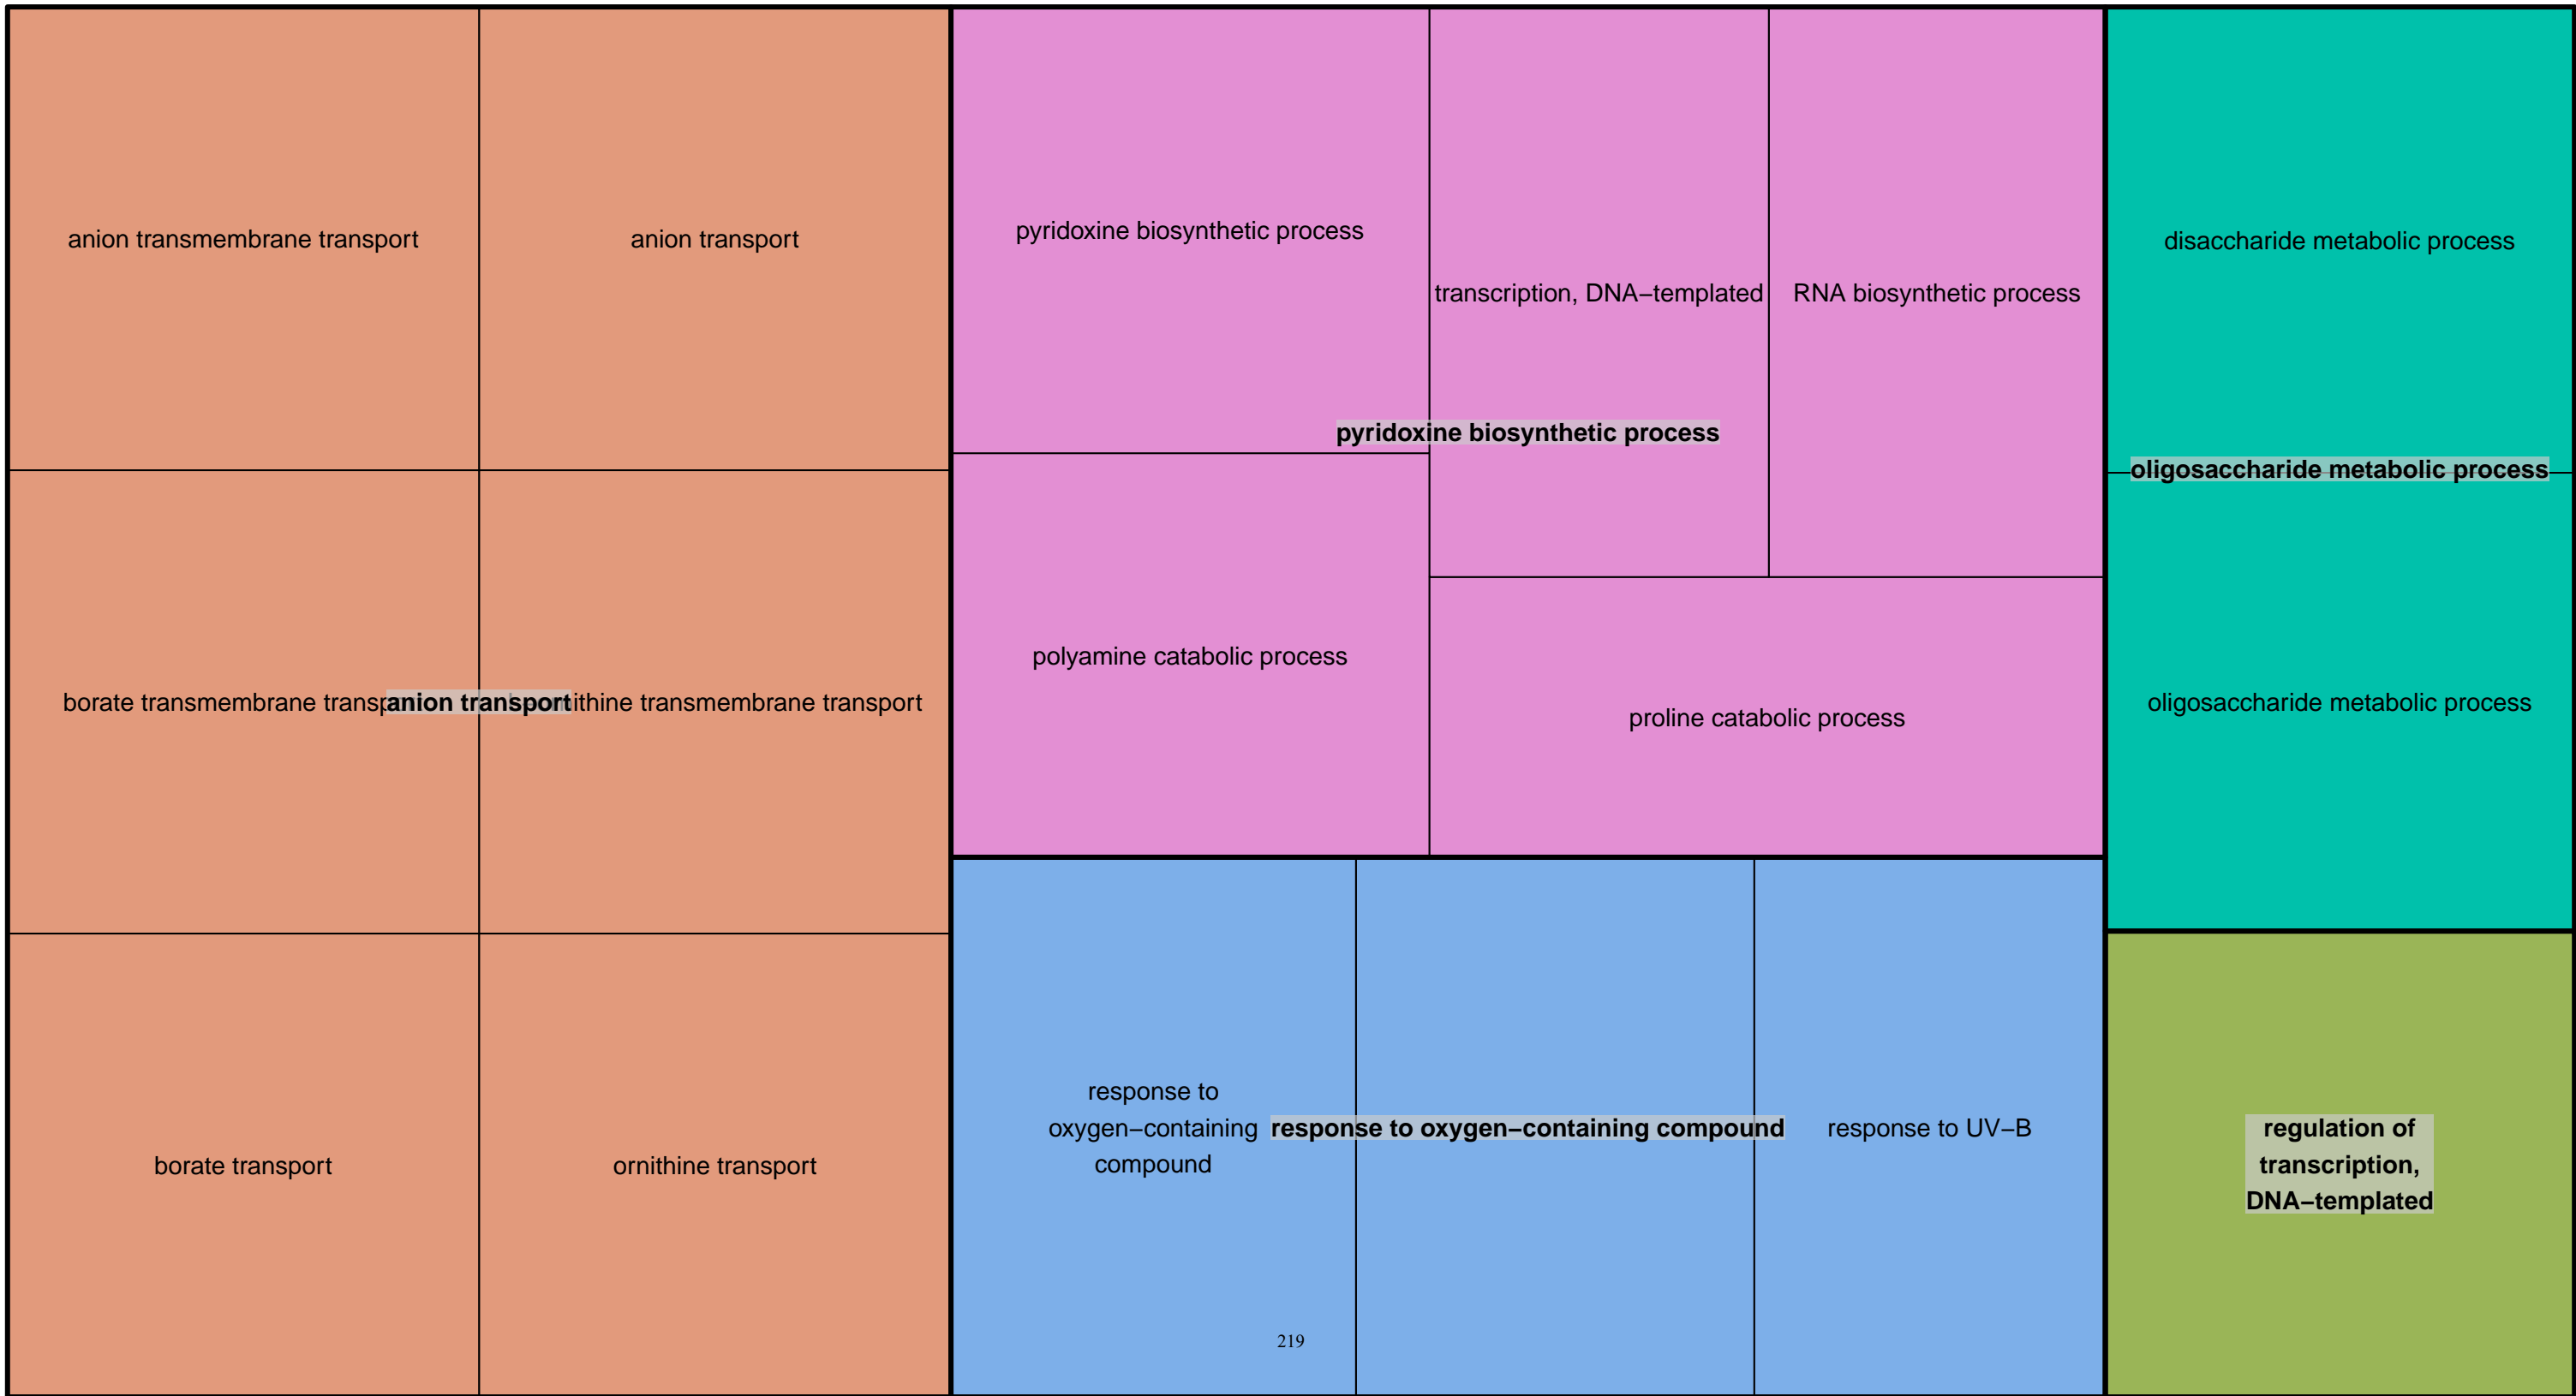 anion transmembrane transport
anion transport
pyridoxine biosynthetic process
transcription, DNA−templated
RNA biosynthetic process
disaccharide metabolic process
pyridoxine biosynthetic process
oligosaccharide metabolic process
borate transmembrane
anion transport
transmembrane transport
polyamine catabolic process
proline catabolic process
oligosaccharide metabolic process
response to
oxygen−containing
compound
response to oxygen−containing compound
response to UV−B
borate transport
ornithine transport
regulation of
transcription,
DNA−templated
219